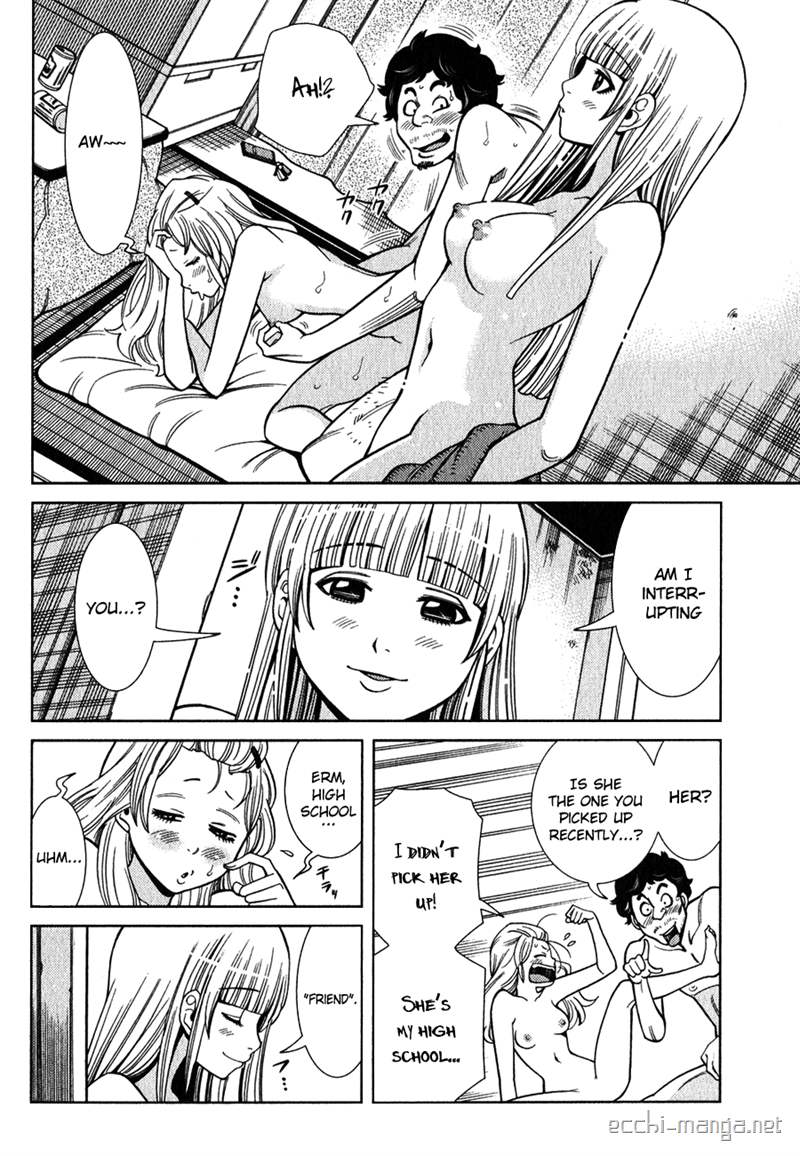 AH!?
AW~~~
AM I
INTERR-
UPTING
YOU...?
HER?
IS SHE
THE ONE YOU
PICKED UP
RECENTLY...?
I DIDN'T
PICK HER
UP!
SHE'S
MY HIGH
SCHOOL...
ERM,
HIGH
SCHOOL
...
UHM...
"FRIEND".
ecchi-manga.net